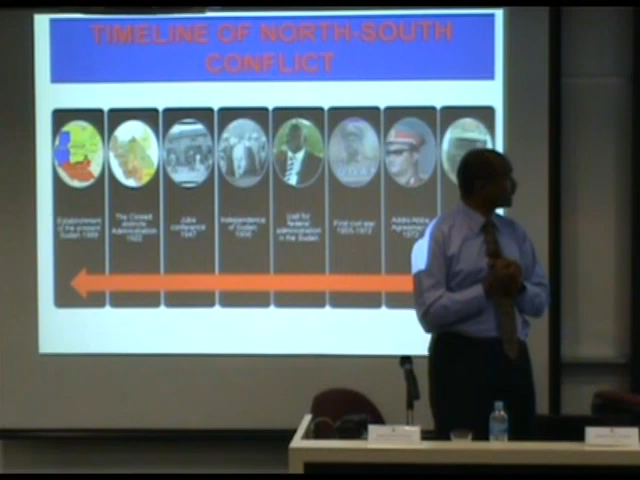 TIMELINE OF NORTH-SOUTH
CONFLICT
Establishment
of the present
Sudan 1899
The Closed
districts
Administration
1922
Juba
conference
1947
Independence
of Sudan
1956
Call for
federal
administration
in the Sudan
First civil war
1955-1972
Addis Ababa
Agreement
1972